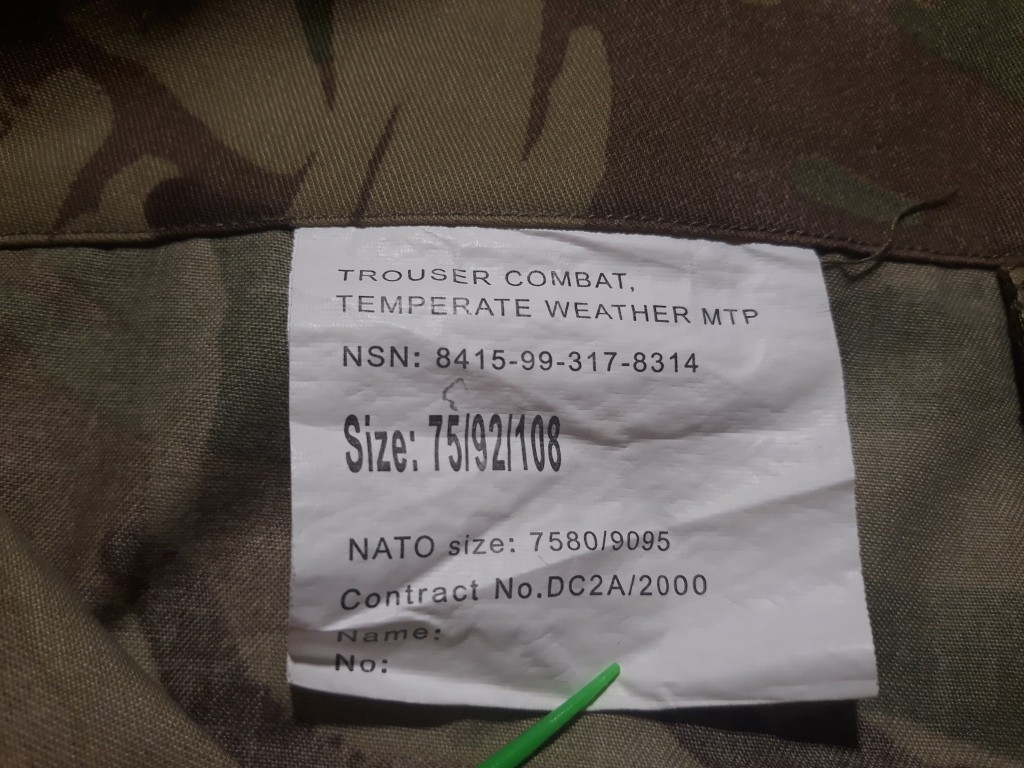 TROUSER COMBAT,
TEMPERATE WEATHER MTP
NSN: 8415-99-317-8314
Size: 75/92/108
NATO size: 7580/9095
Contract No.DC2A/2000
Name:
No: